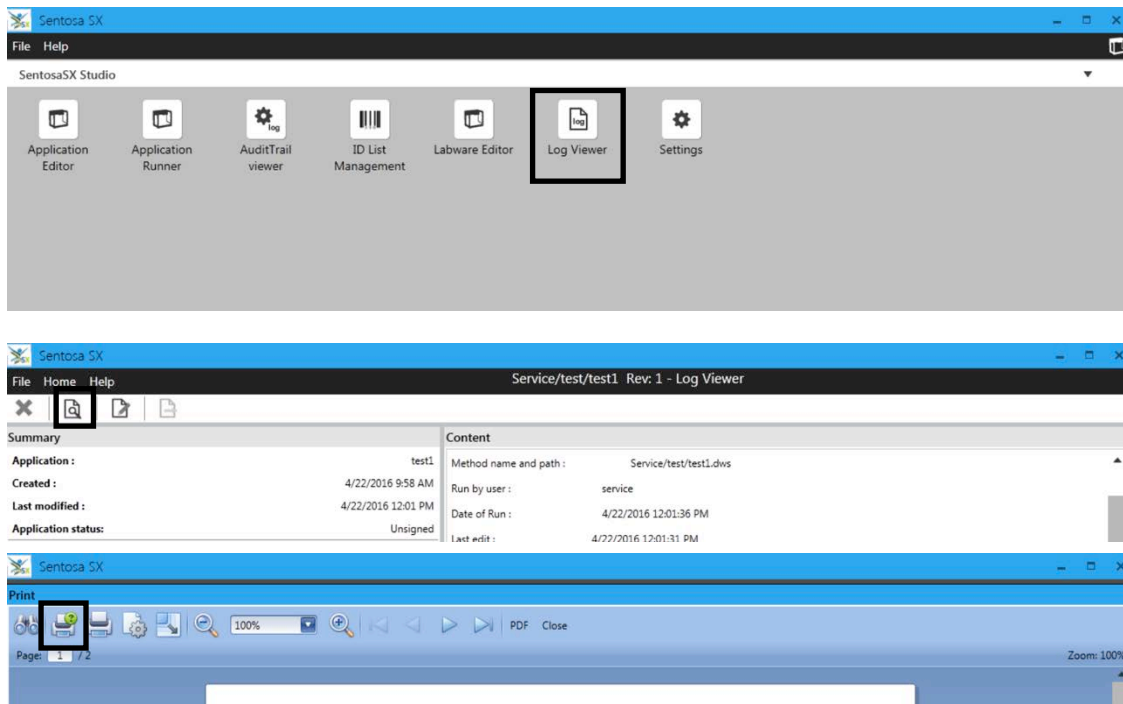 Sentosa SX
File Home Help
SentosaSX Studio
Application Editor
Application Runner
AuditTrail viewer
ID List Management
Labware Editor
Log Viewer
Settings
Sentosa SX
File Home Help
Service/test/test1 Rev: 1 - Log Viewer
Summary
Application : test1
Created : 4/22/2016 9:58 AM
Last modified : 4/22/2016 12:01 PM
Application status: Unsigned
Content
Method name and path : Service/test/test1.dws
Run by user : service
Date of Run : 4/22/2016 12:01:36 PM
Last edit : 4/22/2016 12:01:31 PM
Sentosa SX
Print
100%
PDF Close
Page: 1 / 2
Zoom: 100%